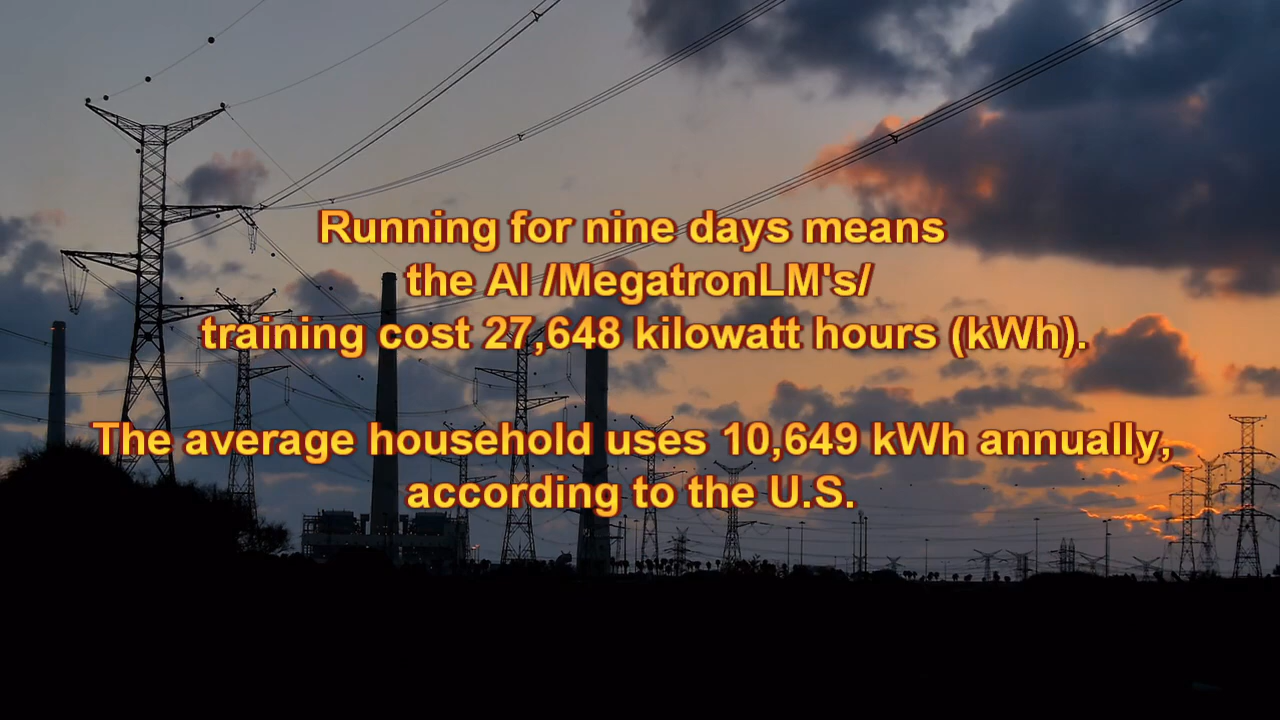 Running for nine days means
the AI /MegatronLM's/
training cost 27,648 kilowatt hours (kWh).
The average household uses 10,649 kWh annually,
according to the U.S.